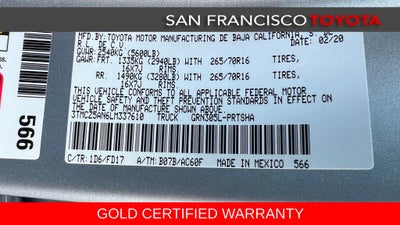 SAN FRANCISCO TOYOTA
MFD. BY: TOYOTA MOTOR MANUFACTURING DE BAJA CALIFORNIA, S.
R.L. DE C.V. 02/20
GVWR: 2540KG (5600LB)
GAWR: FRT. 1335KG (2940LB) WITH 265/70R16 TIRES,
16X7J RIMS
RR. 1490KG (3280LB) WITH 265/70R16 TIRES,
16X7J RIMS
THIS VEHICLE CONFORMS TO ALL APPLICABLE FEDERAL MOTOR
VEHICLE SAFETY AND THEFT PREVENTION STANDARDS IN EFFECT
ON THE DATE OF MANUFACTURE SHOWN ABOVE.
3TMCZ5AN6LM337610 TRUCK GRN305L-PRTSHA
C/TR:1D6/FD17 A/TM:B07B/AC60F MADE IN MEXICO 566
566
GOLD CERTIFIED WARRANTY